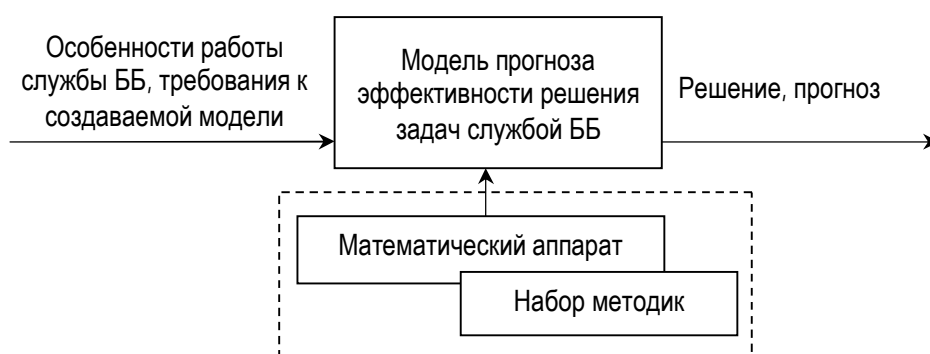 Особенности работы
службы ББ, требования к
создаваемой модели
Модель прогноза
эффективности решения
задач службой ББ
Решение, прогноз
Математический аппарат
Набор методик